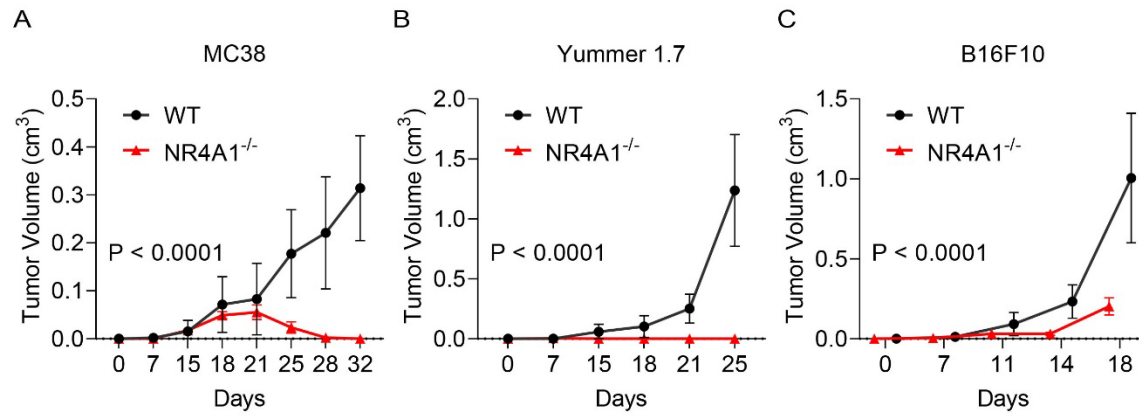 A
MC38
Tumor Volume (cm³)
0.5
0.4
0.3
0.2
0.1
0.0
WT
NR4A1⁻/⁻
P < 0.0001
0 7 15 18 21 25 28 32
Days
B
Yummer 1.7
Tumor Volume (cm³)
2.0
1.5
1.0
0.5
0.0
WT
NR4A1⁻/⁻
P < 0.0001
0 7 15 18 21 25
Days
C
B16F10
Tumor Volume (cm³)
1.5
1.0
0.5
0.0
WT
NR4A1⁻/⁻
P < 0.0001
0 7 11 14 18
Days